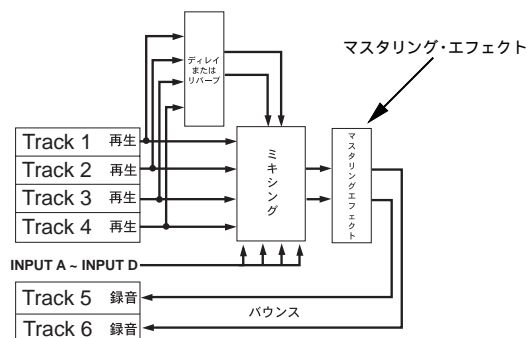 マスタリング・エフェクト
ディレイ
または
リバーブ
Track 1 再生
Track 2 再生
Track 3 再生
Track 4 再生
ミキシング
マスタリングエフェクト
INPUT A ~ INPUT D
Track 5 録音
Track 6 録音
バウンス